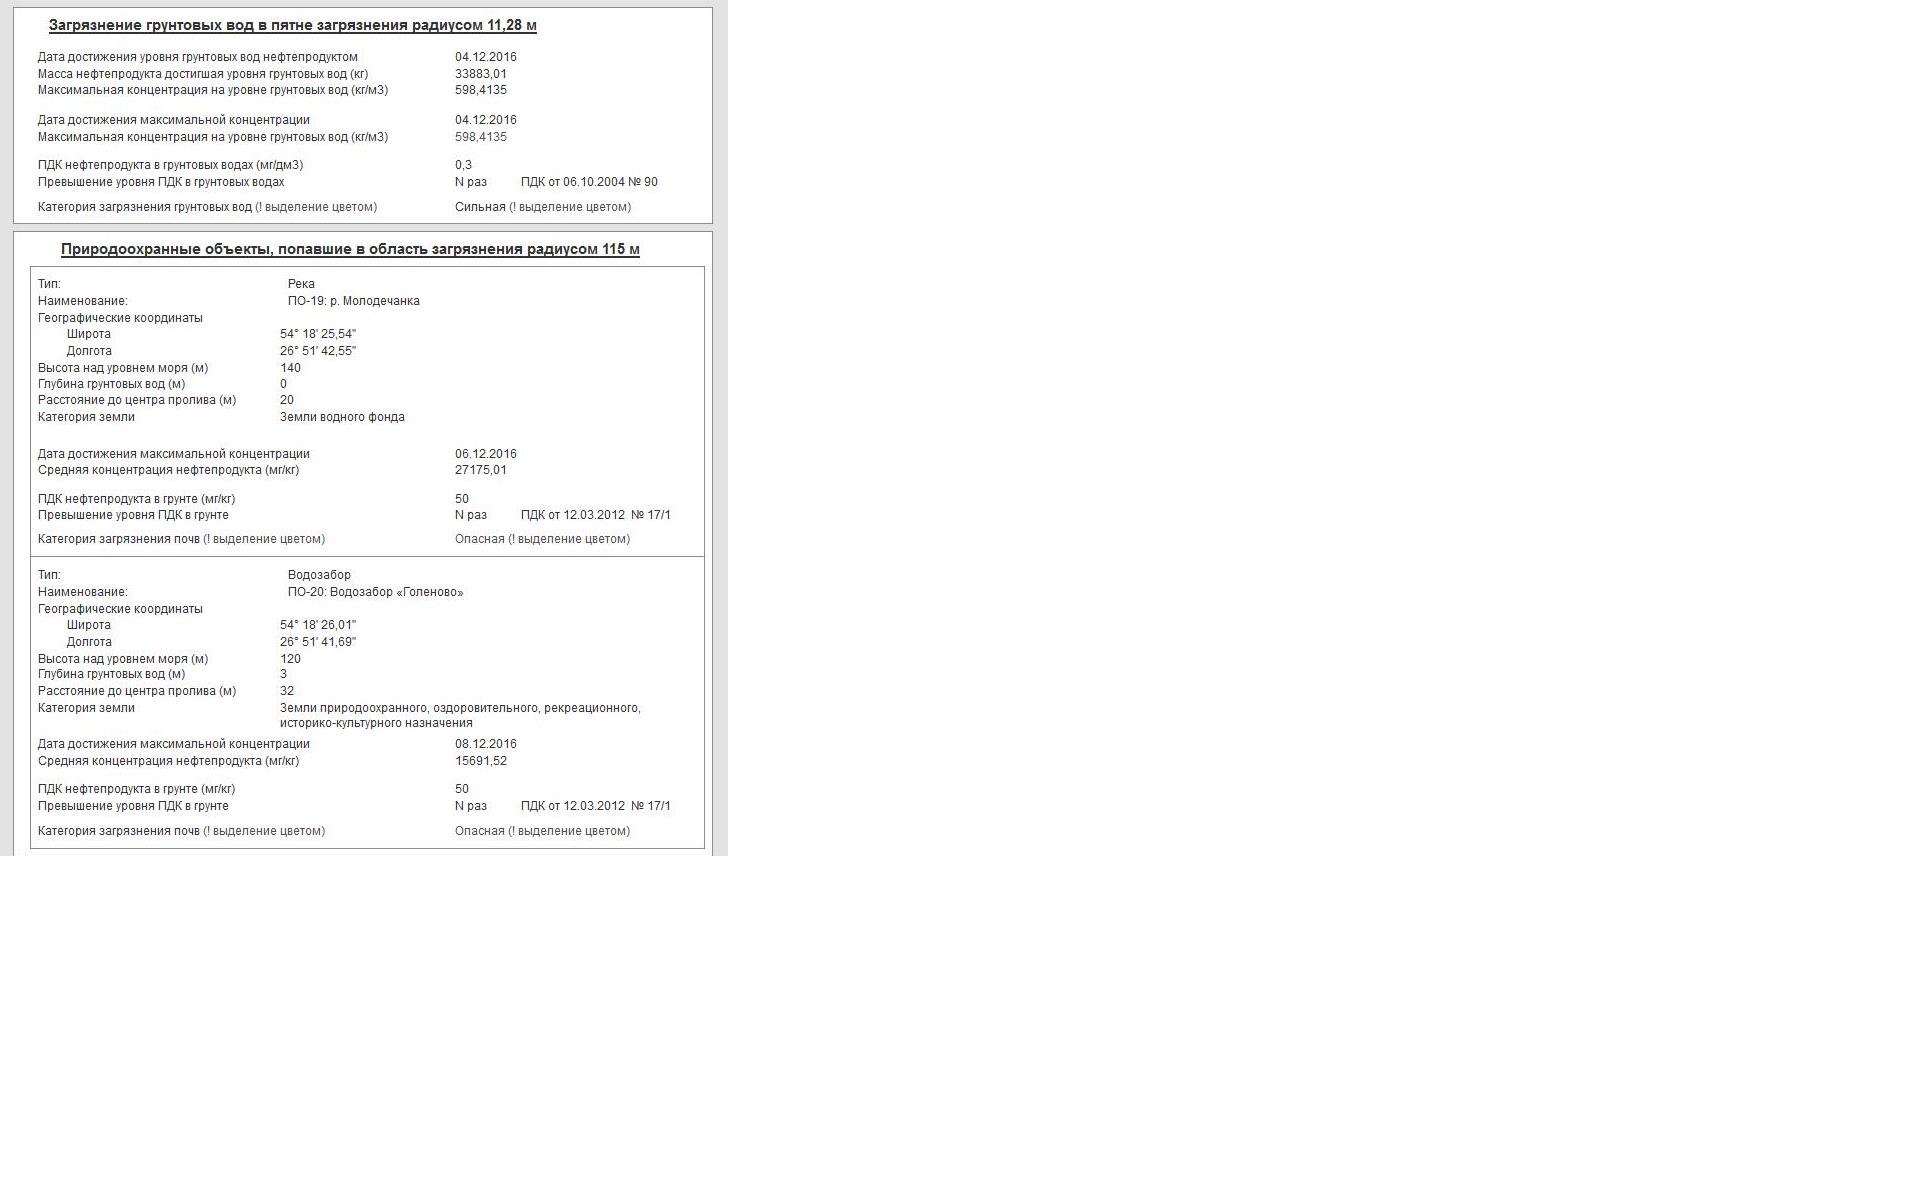 Загрязнение грунтовых вод в пятне загрязнения радиусом 11,28 м
Дата достижения уровня грунтовых вод нефтепродуктом 04.12.2016
Масса нефтепродукта достигшая уровня грунтовых вод (кг) 33883,01
Максимальная концентрация на уровне грунтовых вод (кг/м3) 598,4135
Дата достижения максимальной концентрации 04.12.2016
Максимальная концентрация на уровне грунтовых вод (кг/м3) 598,4135
ПДК нефтепродукта в грунтовых водах (мг/дм3) 0,3
Превышение уровня ПДК в грунтовых водах N раз ПДК от 06.10.2004 № 90
Категория загрязнения грунтовых вод (! выделение цветом) Сильная (! выделение цветом)
Природоохранные объекты, попавшие в область загрязнения радиусом 115 м
Тип: Река
Наименование: ПО-19: р. Молодечанка
Географические координаты
Широта 54° 18' 25,54"
Долгота 26° 51' 42,55"
Высота над уровнем моря (м) 140
Глубина грунтовых вод (м) 0
Расстояние до центра пролива (м) 20
Категория земли Земли водного фонда
Дата достижения максимальной концентрации 06.12.2016
Средняя концентрация нефтепродукта (мг/кг) 27175,01
ПДК нефтепродукта в грунте (мг/кг) 50
Превышение уровня ПДК в грунте N раз ПДК от 12.03.2012 № 17/1
Категория загрязнения почв (! выделение цветом) Опасная (! выделение цветом)
Тип: Водозабор
Наименование: ПО-20: Водозабор «Голеново»
Географические координаты
Широта 54° 18' 26,01"
Долгота 26° 51' 41,69"
Высота над уровнем моря (м) 120
Глубина грунтовых вод (м) 3
Расстояние до центра пролива (м) 32
Категория земли Земли природоохранного, оздоровительного, рекреационного,
историко-культурного назначения
Дата достижения максимальной концентрации 08.12.2016
Средняя концентрация нефтепродукта (мг/кг) 15691,52
ПДК нефтепродукта в грунте (мг/кг) 50
Превышение уровня ПДК в грунте N раз ПДК от 12.03.2012 № 17/1
Категория загрязнения почв (! выделение цветом) Опасная (! выделение цветом)